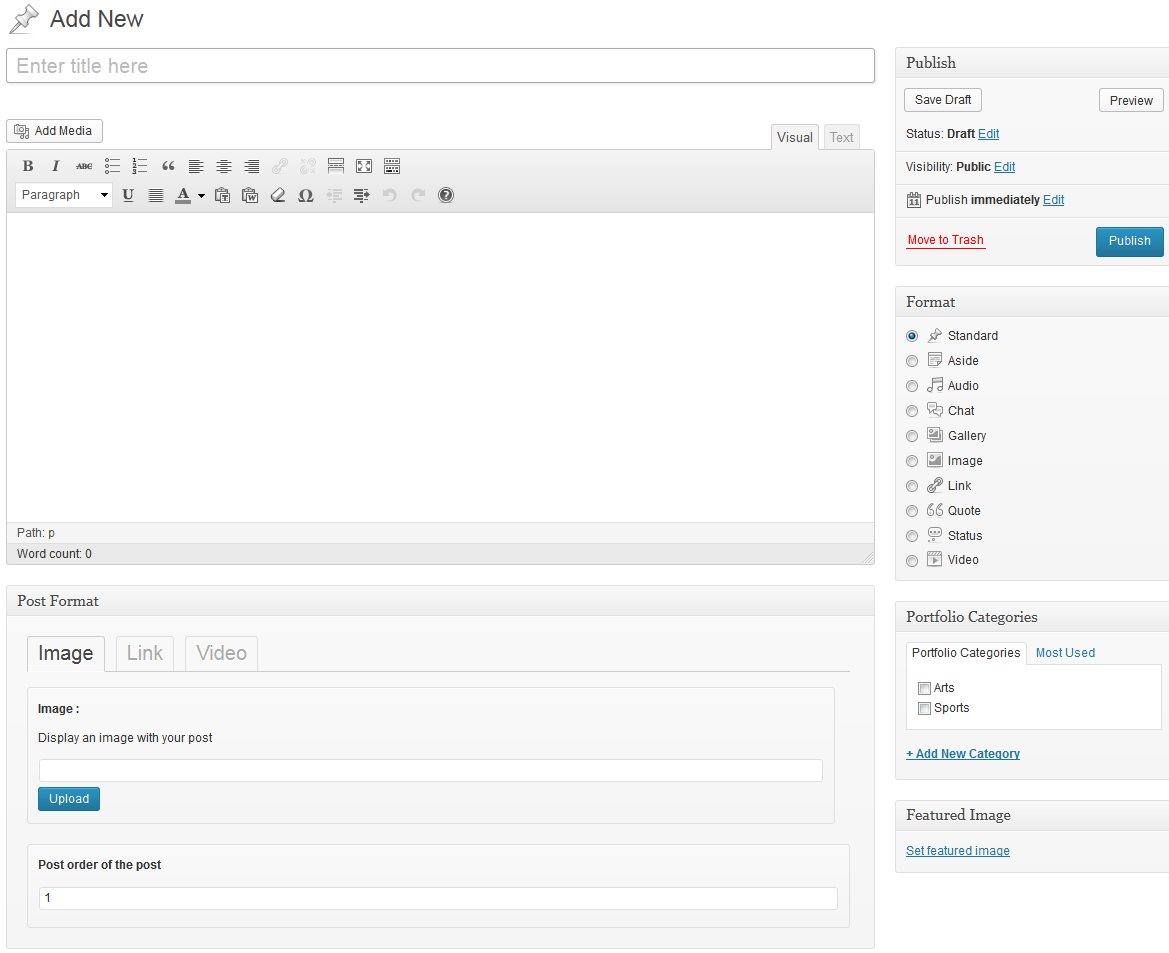 Add New
Enter title here
Add Media
Visual Text
B I ABC
Paragraph U A Ω ?
Path: p
Word count: 0
Post Format
Image Link Video
Image :
Display an image with your post
Upload
Post order of the post
1
Publish
Save Draft Preview
Status: Draft Edit
Visibility: Public Edit
11 Publish immediately Edit
Move to Trash Publish
Format
Standard
Aside
Audio
Chat
Gallery
Image
Link
Quote
Status
Video
Portfolio Categories
Portfolio Categories Most Used
Arts
Sports
+ Add New Category
Featured Image
Set featured image